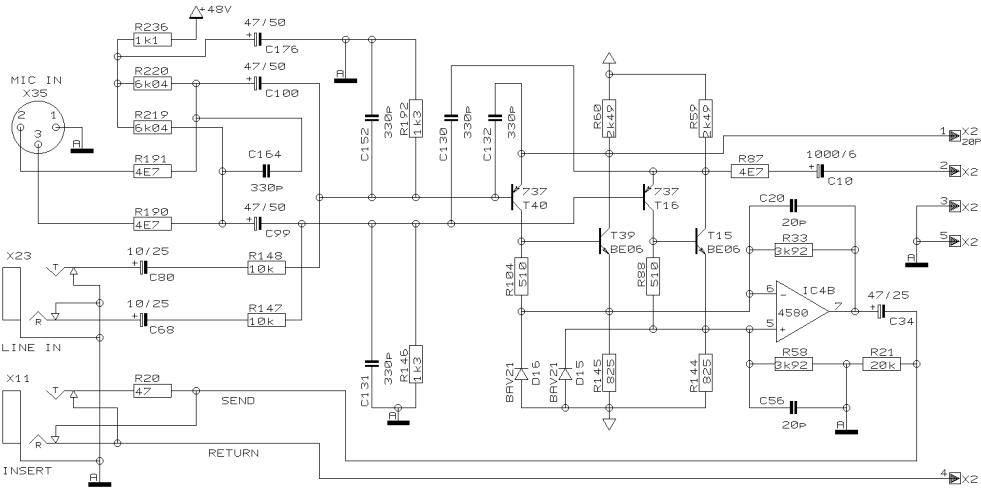 +48V
R236
1k1
47/50
+
C176
R220
6k04
47/50
+
C100
MIC IN
X35
2
1
3
A
R219
6k04
R191
4E7
C164
330p
R190
4E7
47/50
+
C99
A
C152
330p
R192
1k3
C130
330p
C132
330p
R60
2k49
R59
2k49
1
X2
20P
R87
4E7
1000/6
+
C10
2
X2
737
T40
737
T16
3
X2
5
X2
A
C20
20p
R33
3k92
T39
BE06
T15
BE06
R104
510
R88
510
X23
T
R
LINE IN
10/25
+
C80
R148
10k
10/25
+
C68
R147
10k
6
-
5
+
IC4B
4580
7
47/25
+
C34
C131
330p
R146
1k3
A
BAV21
D16
BAV21
D15
R145
825
R144
825
R58
3k92
R21
20k
C56
20p
A
X11
T
R
INSERT
R20
47
SEND
RETURN
A
4
X2